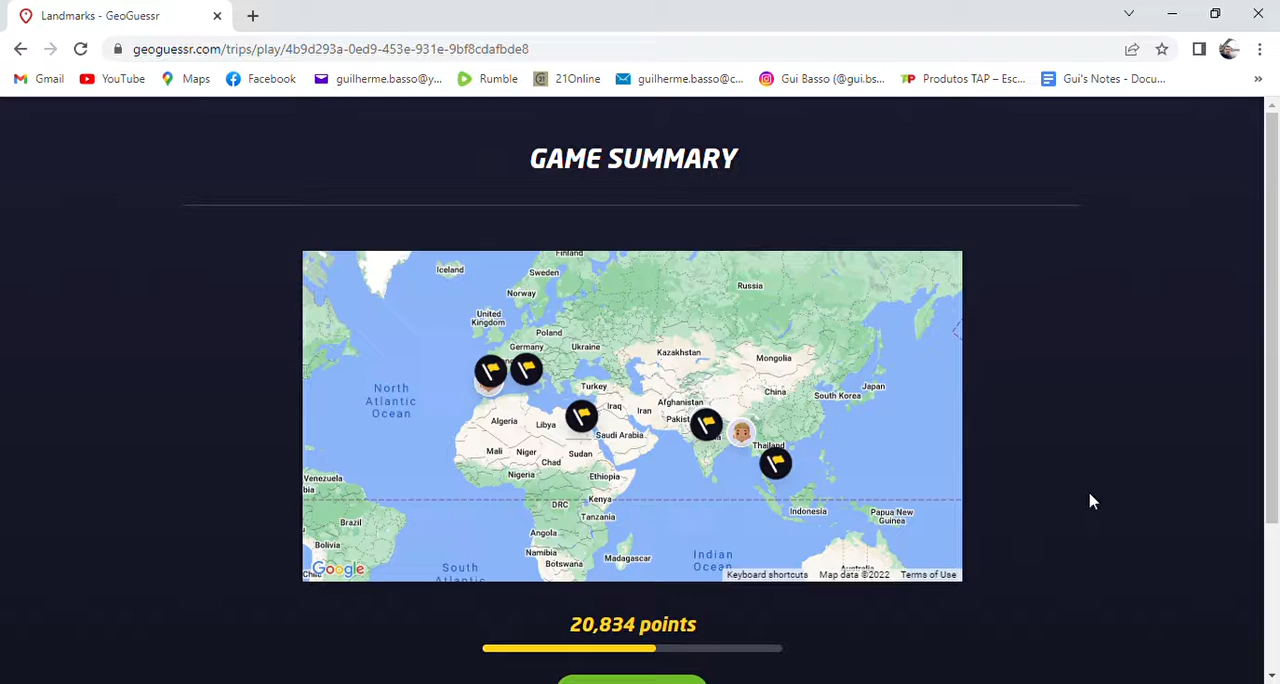 Landmarks - GeoGuessr
geoguessr.com/trips/play/4b9d293a-0ed9-453e-931e-9bf8cdafbde8
Gmail YouTube Maps Facebook guilherme.basso@y... Rumble 21Online guilherme.basso@c... Gui Basso (@gui.bs... Produtos TAP – Esc... Gui's Notes - Docu... »
GAME SUMMARY
Finland
Iceland
Sweden
Russia
Norway
United
Kingdom
Poland
Germany
Ukraine
Kazakhstan
Mongolia
North
Atlantic
Ocean
Turkey
China
Japan
South Korea
Afghanistan
Iraq
Iran
Algeria
Libya
Saudi Arabia
Thailand
Mali
Niger
Chad
Sudan
Nigeria
Ethiopia
Venezuela
DRC
Kenya
Tanzania
Indonesia
Papua New
Guinea
Brazil
Angola
Bolivia
Namibia
Madagascar
Botswana
Indian
Ocean
South
Atlantic
Australia
Google
Keyboard shortcuts Map data ©2022 Terms of Use
20,834 points